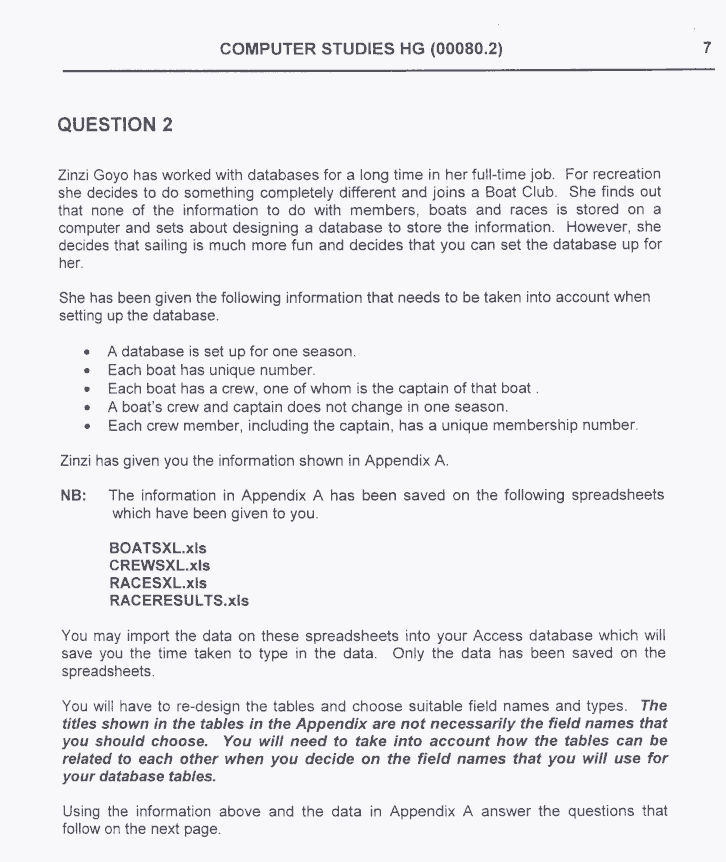 COMPUTER STUDIES HG (00080.2) 7
QUESTION 2
Zinzi Goyo has worked with databases for a long time in her full-time job. For recreation
she decides to do something completely different and joins a Boat Club. She finds out
that none of the information to do with members, boats and races is stored on a
computer and sets about designing a database to store the information. However, she
decides that sailing is much more fun and decides that you can set the database up for
her.
She has been given the following information that needs to be taken into account when
setting up the database.
• A database is set up for one season.
• Each boat has unique number.
• Each boat has a crew, one of whom is the captain of that boat .
• A boat's crew and captain does not change in one season.
• Each crew member, including the captain, has a unique membership number.
Zinzi has given you the information shown in Appendix A.
NB: The information in Appendix A has been saved on the following spreadsheets
which have been given to you.
BOATSXL.xls
CREWSXL.xls
RACESXL.xls
RACERESULTS.xls
You may import the data on these spreadsheets into your Access database which will
save you the time taken to type in the data. Only the data has been saved on the
spreadsheets.
You will have to re-design the tables and choose suitable field names and types. The
titles shown in the tables in the Appendix are not necessarily the field names that
you should choose. You will need to take into account how the tables can be
related to each other when you decide on the field names that you will use for
your database tables.
Using the information above and the data in Appendix A answer the questions that
follow on the next page.